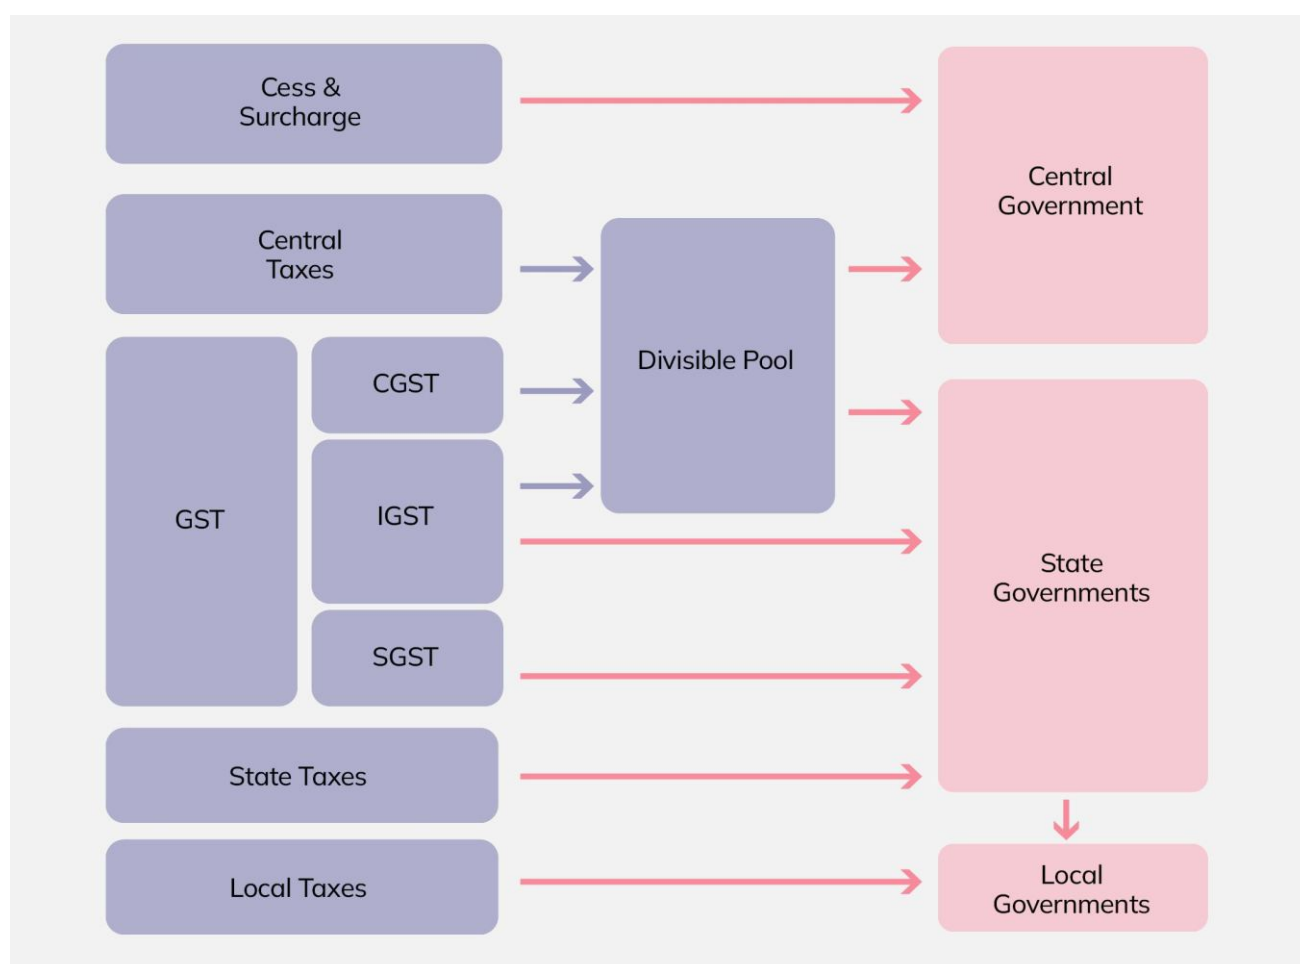 Cess &
Surcharge
Central
Government
Central
Taxes
Divisible Pool
CGST
GST
IGST
State
Governments
SGST
State Taxes
Local Taxes
Local
Governments